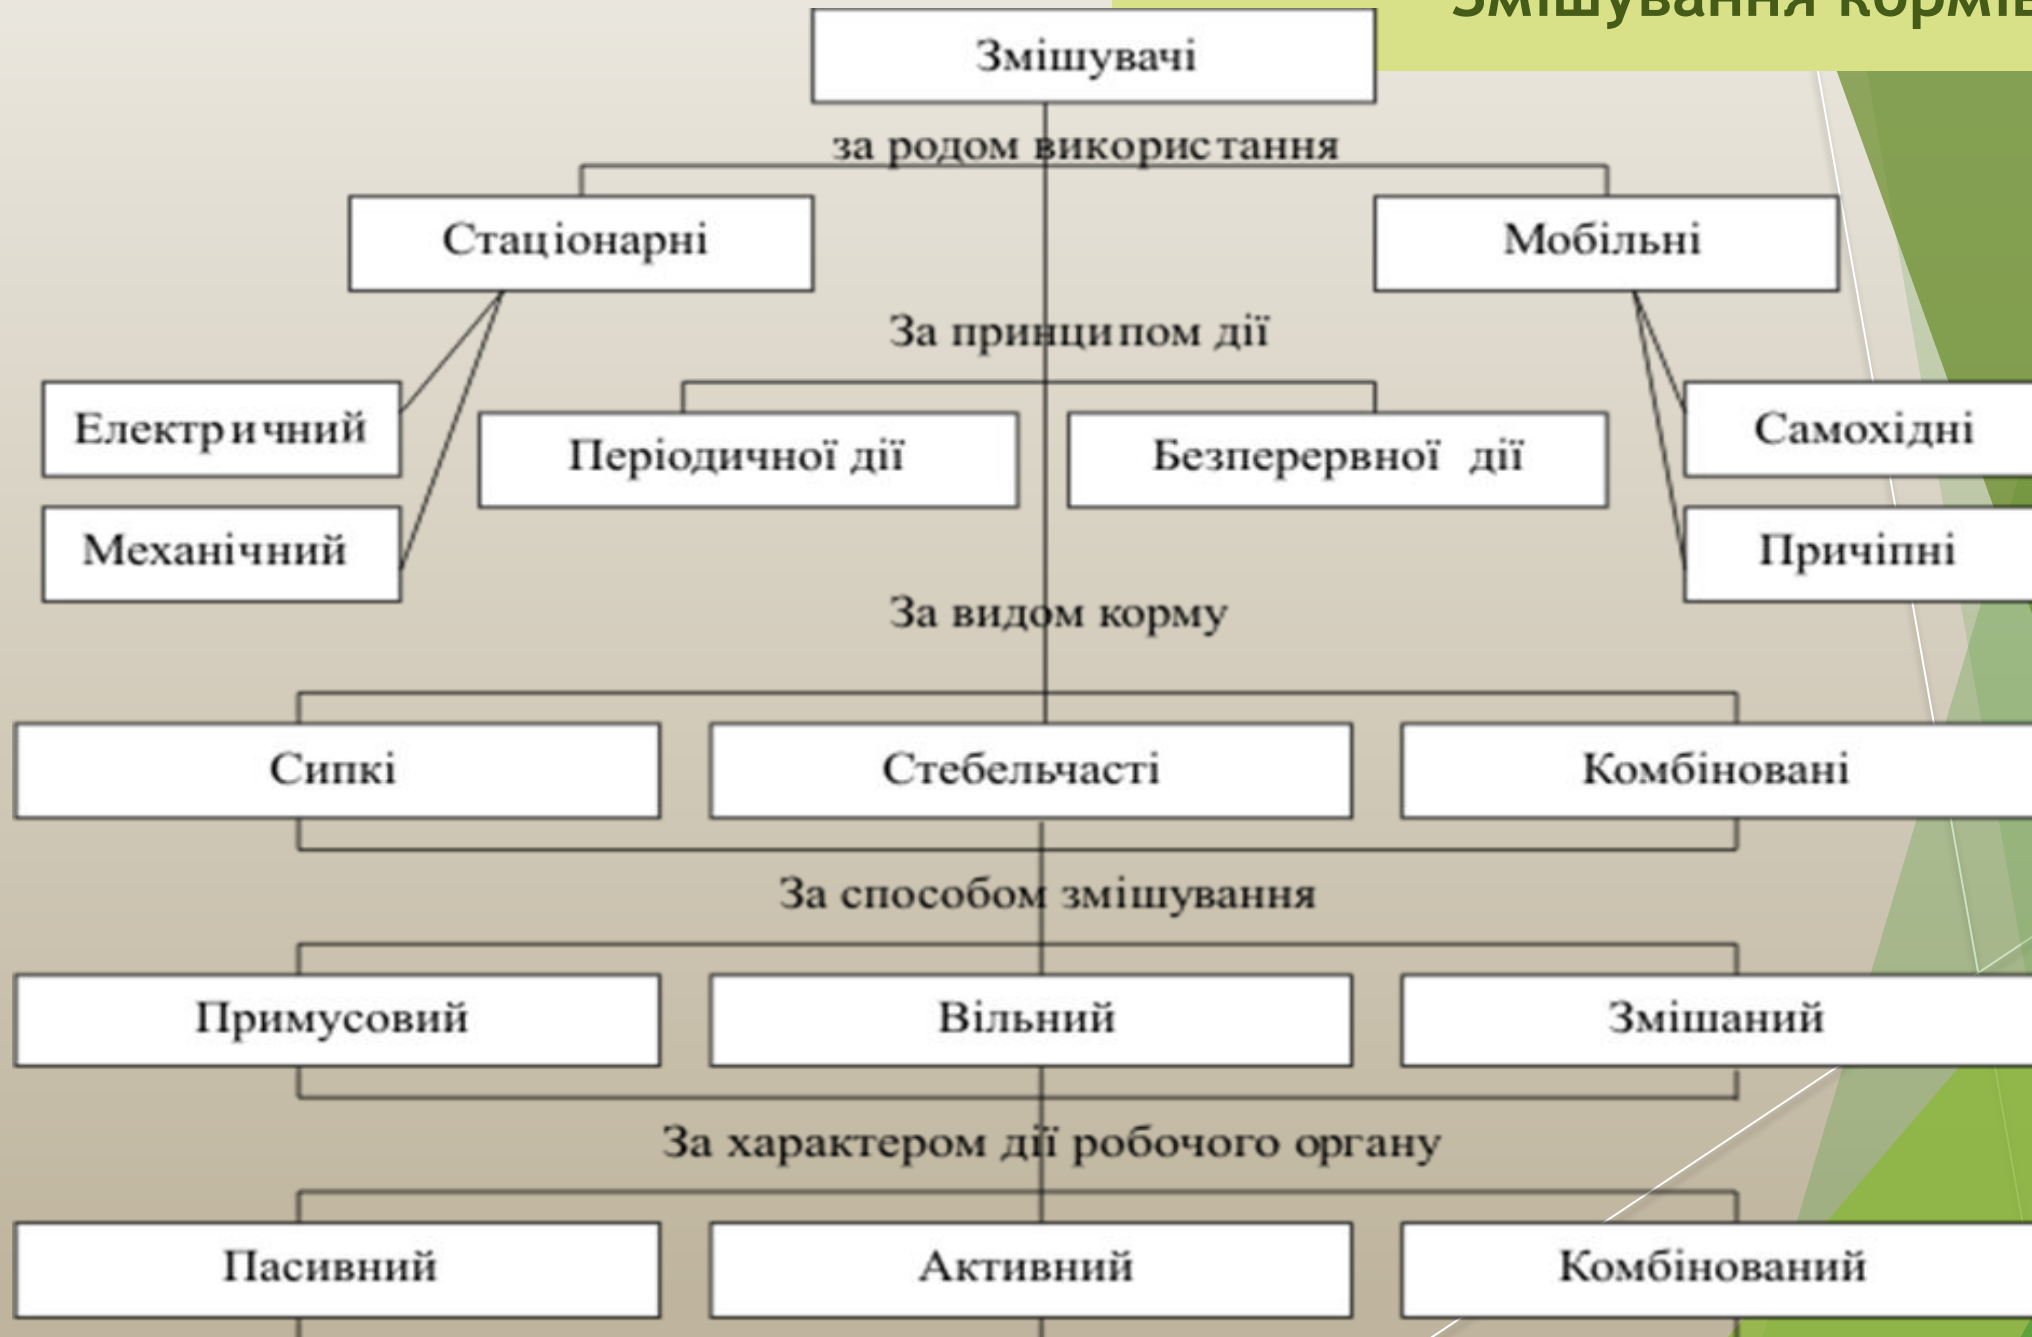 Змішування кормів
Змішувачі
за родом використання
Стаціонарні
Мобільні
За принципом дії
Електричний
Періодичної дії
Безперервної дії
Самохідні
Механічний
Причіпні
За видом корму
Сипкі
Стебельчасті
Комбіновані
За способом змішування
Примусовий
Вільний
Змішаний
За характером дії робочого органу
Пасивний
Активний
Комбінований